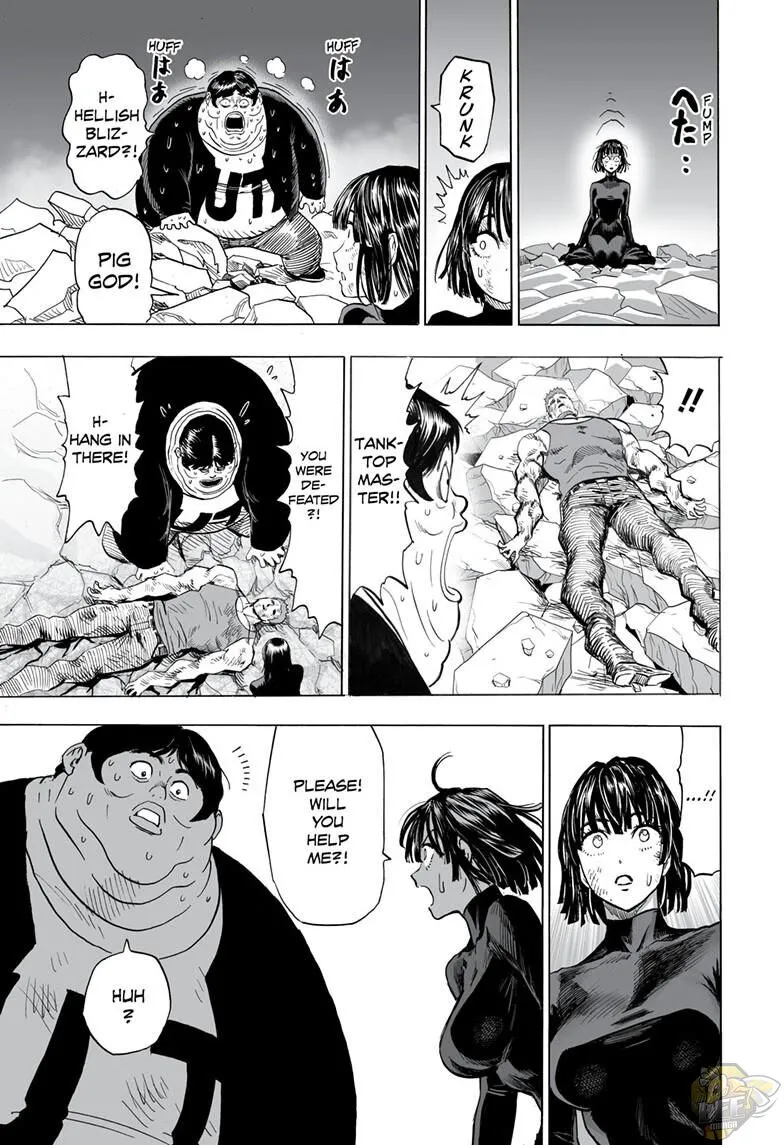 FUMP
へた‥
KRUNK
HUFF
はぁ
HUFF
はぁ
H-
HELLISH
BLIZ-
ZARD?!
PIG
GOD!
UT
!!
TANK-
TOP
MAS-
TER!!
YOU
WERE
DE-
FEATED
?!
H-
HANG IN
THERE!
....!!
PLEASE!
WILL
YOU
HELP
ME?!
HUH
?
MANGA